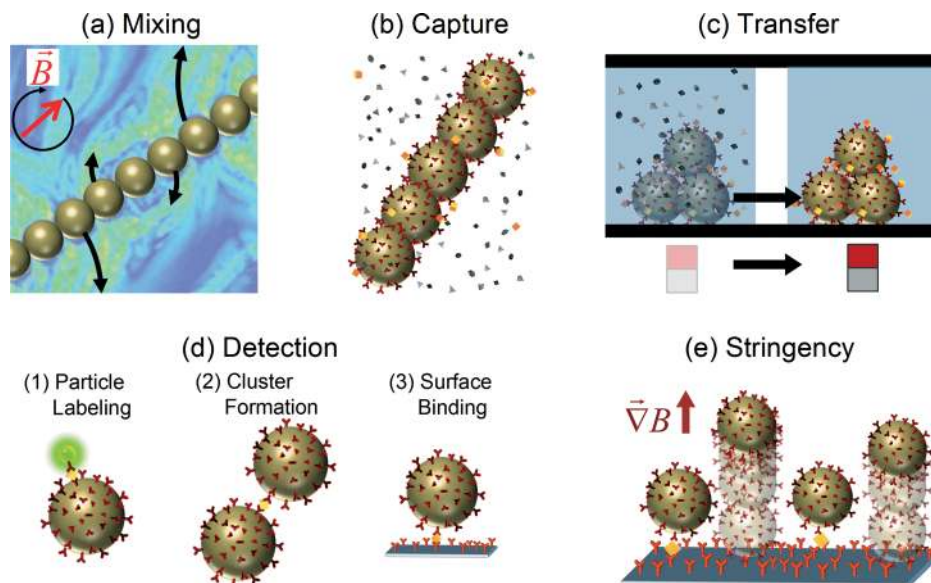 (a) Mixing
(b) Capture
(c) Transfer
B
(d) Detection
(e) Stringency
(1) Particle
Labeling
(2) Cluster
Formation
(3) Surface
Binding
∇B